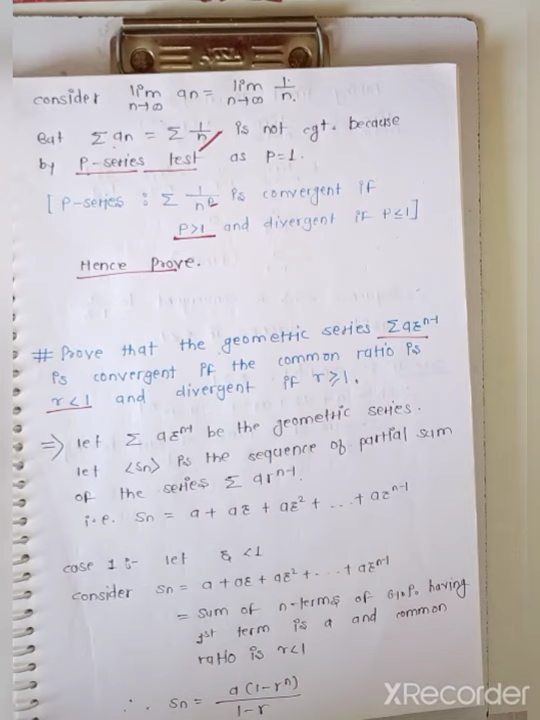 consider lim n→∞ an = lim n→∞ 1/n.
But Σ an = Σ 1/n is not cgt. because
by P-series test as P=1.
[P-series : Σ 1/n^p is convergent if
P>1 and divergent if P≤1]
Hence Prove.
# Prove that the geometric series Σ ar^n-1
is convergent if the common ratio is
r<1 and divergent if r≥1.
⇒ let Σ ar^n-1 be the geometric series.
let <Sn> is the sequence of partial sum
of the series Σ ar^n-1.
i.e. Sn = a + ar + ar² + ... + ar^n-1
case 1 :- let r <1
consider Sn = a + ar + ar² + ... + ar^n-1
= sum of n-terms of G.P. having
1st term is a and common
ratio is r<1
∴ Sn = a(1-r^n)/1-r
XRecorder